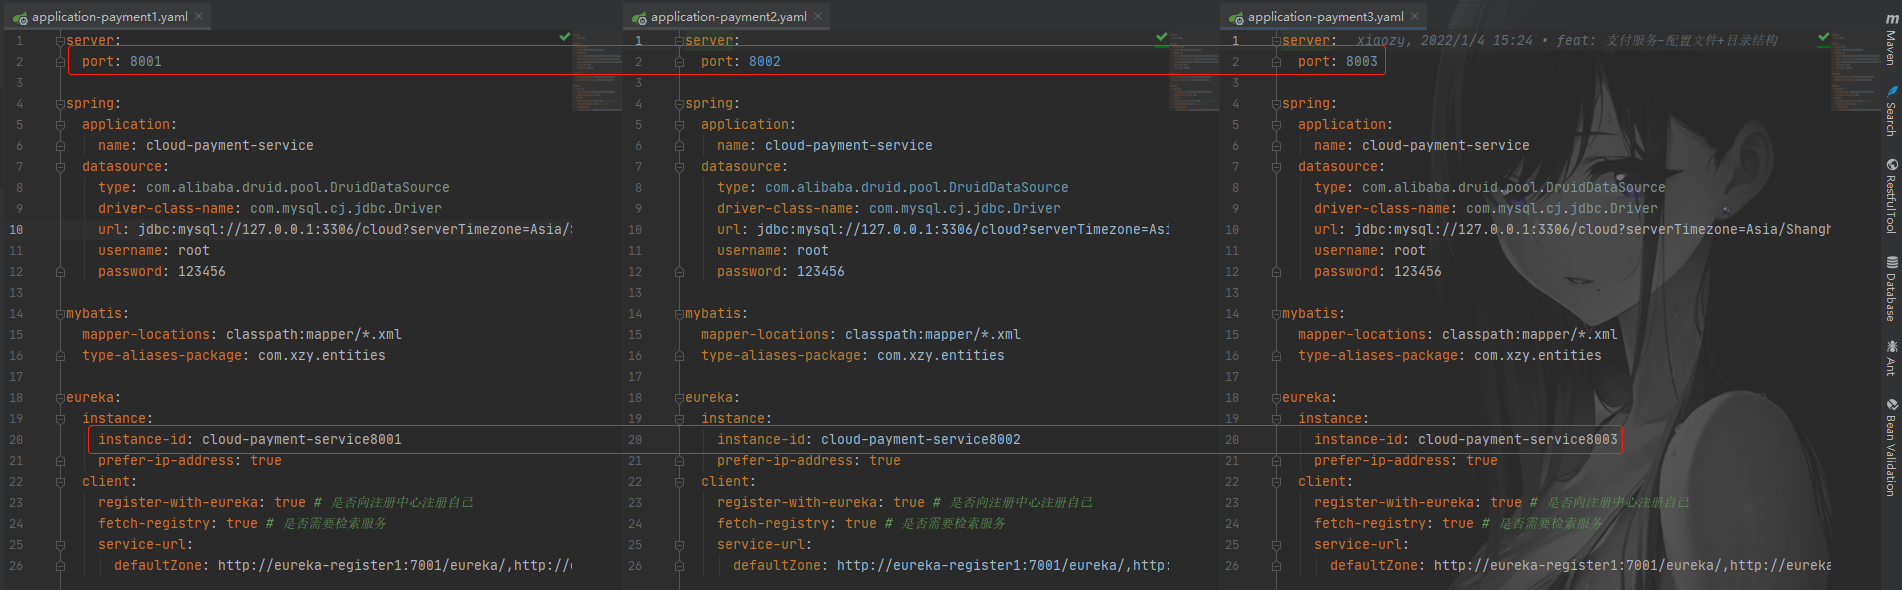 application-payment1.yaml
1 server:
2 port: 8001
3
4 spring:
5 application:
6 name: cloud-payment-service
7 datasource:
8 type: com.alibaba.druid.pool.DruidDataSource
9 driver-class-name: com.mysql.cj.jdbc.Driver
10 url: jdbc:mysql://127.0.0.1:3306/cloud?serverTimezone=Asia/
11 username: root
12 password: 123456
13
14 mybatis:
15 mapper-locations: classpath:mapper/*.xml
16 type-aliases-package: com.xzy.entities
17
18 eureka:
19 instance:
20 instance-id: cloud-payment-service8001
21 prefer-ip-address: true
22 client:
23 register-with-eureka: true # 是否向注册中心注册自己
24 fetch-registry: true # 是否需要检索服务
25 service-url:
26 defaultZone: http://eureka-register1:7001/eureka/,http://
application-payment2.yaml
1 server:
2 port: 8002
3
4 spring:
5 application:
6 name: cloud-payment-service
7 datasource:
8 type: com.alibaba.druid.pool.DruidDataSource
9 driver-class-name: com.mysql.cj.jdbc.Driver
10 url: jdbc:mysql://127.0.0.1:3306/cloud?serverTimezone=Asi
11 username: root
12 password: 123456
13
14 mybatis:
15 mapper-locations: classpath:mapper/*.xml
16 type-aliases-package: com.xzy.entities
17
18 eureka:
19 instance:
20 instance-id: cloud-payment-service8002
21 prefer-ip-address: true
22 client:
23 register-with-eureka: true # 是否向注册中心注册自己
24 fetch-registry: true # 是否需要检索服务
25 service-url:
26 defaultZone: http://eureka-register1:7001/eureka/,http:
application-payment3.yaml
1 server: xiaozy, 2022/1/4 15:24 • feat: 支付服务-配置文件+目录结构
2 port: 8003
3
4 spring:
5 application:
6 name: cloud-payment-service
7 datasource:
8 type: com.alibaba.druid.pool.DruidDataSource
9 driver-class-name: com.mysql.cj.jdbc.Driver
10 url: jdbc:mysql://127.0.0.1:3306/cloud?serverTimezone=Asia/Shangh
11 username: root
12 password: 123456
13
14 mybatis:
15 mapper-locations: classpath:mapper/*.xml
16 type-aliases-package: com.xzy.entities
17
18 eureka:
19 instance:
20 instance-id: cloud-payment-service8003
21 prefer-ip-address: true
22 client:
23 register-with-eureka: true # 是否向注册中心注册自己
24 fetch-registry: true # 是否需要检索服务
25 service-url:
26 defaultZone: http://eureka-register1:7001/eureka/,http://eureka
m Maven
Search
RestfulTool
Database
Ant
Bean Validation